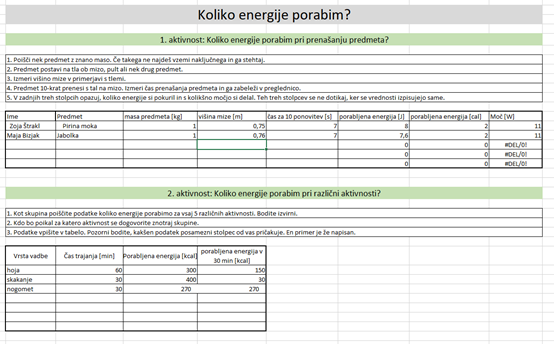 Koliko energije porabim?
1. aktivnost: Koliko energije porabim pri prenašanju predmeta?
1. Poišči nek predmet z znano maso. Če takega ne najdeš vzemi naključnega in ga stehtaj.
2. Predmet postavi na tla ob mizo, pult ali nek drug predmet.
3. Izmeri višino mize v primerjavi s tlemi.
4. Predmet 10-krat prenesi s tal na mizo. Izmeri čas prenašanja predmeta in ga zabeleži v preglednico.
5. V zadnjih treh stolpcih opazuj, koliko energije si pokuril in s kolikšno močjo si delal. Teh treh stolpcev se ne dotikaj, ker se vrednosti izpisujejo same.
Ime Predmet masa predmeta [kg] višina mize [m] čas za 10 ponovitev [s] porabljena energija [J] porabljena energija [cal] Moč [W]
Zoja Štrakl Pirina moka 1 0,75 7 8 2 11
Maja Bizjak Jabolka 1 0,76 7 7,6 2 11
0 0 #DEL/0!
0 0 #DEL/0!
0 0 #DEL/0!
2. aktivnost: Koliko energije porabim pri različni aktivnosti?
1. Kot skupina poiščite podatke koliko energije porabimo za vsaj 5 različnih aktivnosti. Bodite izvirni.
2. Kdo bo poikal za katero aktivnost se dogovorite znotraj skupine.
3. Podatke vpišite v tabelo. Pozorni bodite, kakšen podatek posamezni stolpec od vas pričakuje. En primer je že napisan.
Vrsta vadbe Čas trajanja [min] Porabljena energija [kcal] porabljena energija v 30 min [kcal]
hoja 60 300 150
skakanje 30 400 30
nogomet 30 270 270